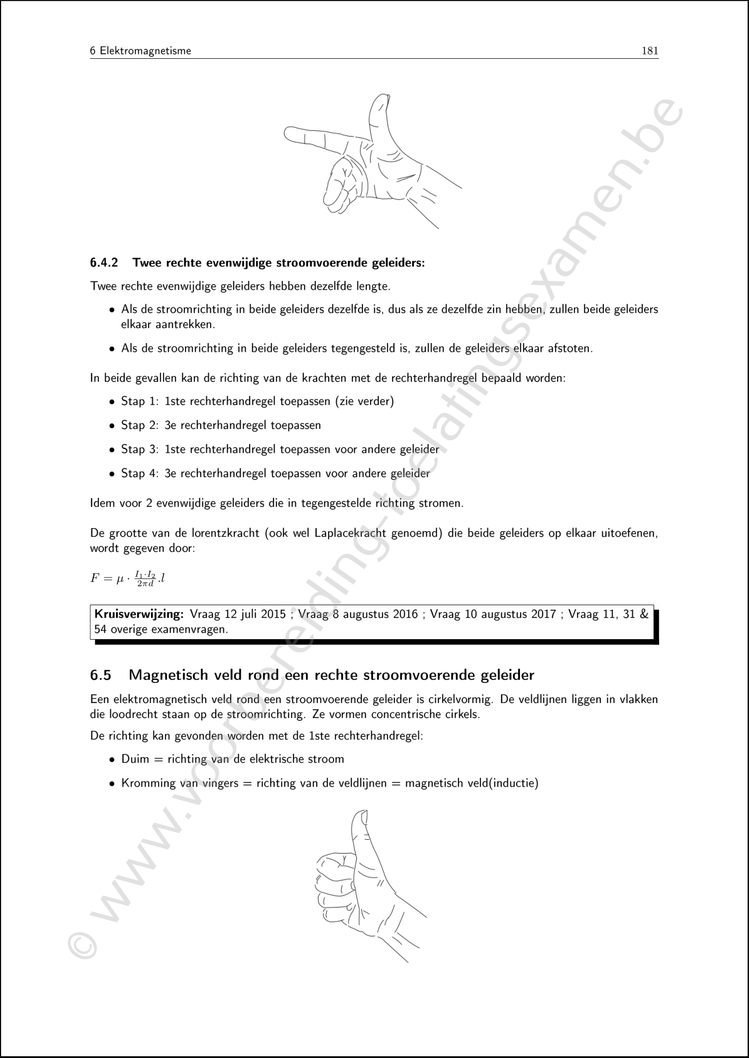 6 Elektromagnetisme 181
6.4.2 Twee rechte evenwijdige stroomvoerende geleiders:
Twee rechte evenwijdige geleiders hebben dezelfde lengte.
• Als de stroomrichting in beide geleiders dezelfde is, dus als ze dezelfde zin hebben, zullen beide geleiders
elkaar aantrekken.
• Als de stroomrichting in beide geleiders tegengesteld is, zullen de geleiders elkaar afstoten.
In beide gevallen kan de richting van de krachten met de rechterhandregel bepaald worden:
• Stap 1: 1ste rechterhandregel toepassen (zie verder)
• Stap 2: 3e rechterhandregel toepassen
• Stap 3: 1ste rechterhandregel toepassen voor andere geleider
• Stap 4: 3e rechterhandregel toepassen voor andere geleider
Idem voor 2 evenwijdige geleiders die in tegengestelde richting stromen.
De grootte van de lorentzkracht (ook wel Laplacekracht genoemd) die beide geleiders op elkaar uitoefenen,
wordt gegeven door:
$F = \mu \cdot \frac{I_1 \cdot I_2}{2\pi d}.l$
Kruisverwijzing: Vraag 12 juli 2015 ; Vraag 8 augustus 2016 ; Vraag 10 augustus 2017 ; Vraag 11, 31 &
54 overige examenvragen.
6.5 Magnetisch veld rond een rechte stroomvoerende geleider
Een elektromagnetisch veld rond een stroomvoerende geleider is cirkelvormig. De veldlijnen liggen in vlakken
die loodrecht staan op de stroomrichting. Ze vormen concentrische cirkels.
De richting kan gevonden worden met de 1ste rechterhandregel:
• Duim = richting van de elektrische stroom
• Kromming van vingers = richting van de veldlijnen = magnetisch veld(inductie)
© www.voorbereiding-toelatingsexamen.be